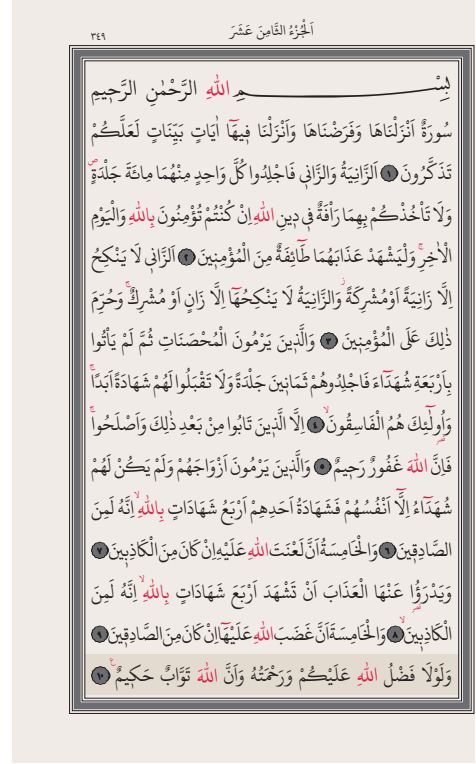 اَلْجُزْءُ الثَّامِنَ عَشَرَ
٣٤٩
بِسْمِ اللّٰهِ الرَّحْمٰنِ الرَّحٖيمِ
سُورَةٌ اَنْزَلْنَاهَا وَفَرَضْنَاهَا وَاَنْزَلْنَا فٖيهَٓا اٰيَاتٍ بَيِّنَاتٍ لَعَلَّكُمْ
تَذَكَّرُونَ ﴿١﴾ اَلزَّانِيَةُ وَالزَّانٖي فَاجْلِدُوا كُلَّ وَاحِدٍ مِنْهُمَا مِائَةَ جَلْدَةٍۖ
وَلَا تَأْخُذْكُمْ بِهِمَا رَأْفَةٌ فٖي دٖينِ اللّٰهِ اِنْ كُنْتُمْ تُؤْمِنُونَ بِاللّٰهِ وَالْيَوْمِ
الْاٰخِرِۚ وَلْيَشْهَدْ عَذَابَهُمَا طَٓائِفَةٌ مِنَ الْمُؤْمِنٖينَ ﴿٢﴾ اَلزَّانٖي لَا يَنْكِحُ
اِلَّا زَانِيَةً اَوْ مُشْرِكَةًؗ وَالزَّانِيَةُ لَا يَنْكِحُهَٓا اِلَّا زَانٍ اَوْ مُشْرِكٌۚ وَحُرِّمَ
ذٰلِكَ عَلَى الْمُؤْمِنٖينَ ﴿٣﴾ وَالَّذٖينَ يَرْمُونَ الْمُحْصَنَاتِ ثُمَّ لَمْ يَأْتُوا
بِاَرْبَعَةِ شُهَدَٓاءَ فَاجْلِدُوهُمْ ثَمَانٖينَ جَلْدَةً وَلَا تَقْبَلُوا لَهُمْ شَهَادَةً اَبَدًاۚ
وَاُو۬لٰٓئِكَ هُمُ الْفَاسِقُونَۙ ﴿٤﴾ اِلَّا الَّذٖينَ تَابُوا مِنْ بَعْدِ ذٰلِكَ وَاَصْلَحُواۚ
فَاِنَّ اللّٰهَ غَفُورٌ رَحٖيمٌ ﴿٥﴾ وَالَّذٖينَ يَرْمُونَ اَزْوَاجَهُمْ وَلَمْ يَكُنْ لَهُمْ
شُهَدَٓاءُ اِلَّٓا اَنْفُسُهُمْ فَشَهَادَةُ اَحَدِهِمْ اَرْبَعُ شَهَادَاتٍ بِاللّٰهِۙ اِنَّهُ لَمِنَ
الصَّادِقٖينَ ﴿٦﴾ وَالْخَامِسَةُ اَنَّ لَعْنَتَ اللّٰهِ عَلَيْهِ اِنْ كَانَ مِنَ الْكَاذِبٖينَ ﴿٧﴾
وَيَدْرَؤُا عَنْهَا الْعَذَابَ اَنْ تَشْهَدَ اَرْبَعَ شَهَادَاتٍ بِاللّٰهِۙ اِنَّهُ لَمِنَ
الْكَاذِبٖينَۙ ﴿٨﴾ وَالْخَامِسَةَ اَنَّ غَضَبَ اللّٰهِ عَلَيْهَٓا اِنْ كَانَ مِنَ الصَّادِقٖينَ ﴿٩﴾
وَلَوْلَا فَضْلُ اللّٰهِ عَلَيْكُمْ وَرَحْمَتُهُ وَاَنَّ اللّٰهَ تَوَّابٌ حَكٖيمٌ ﴿١٠﴾